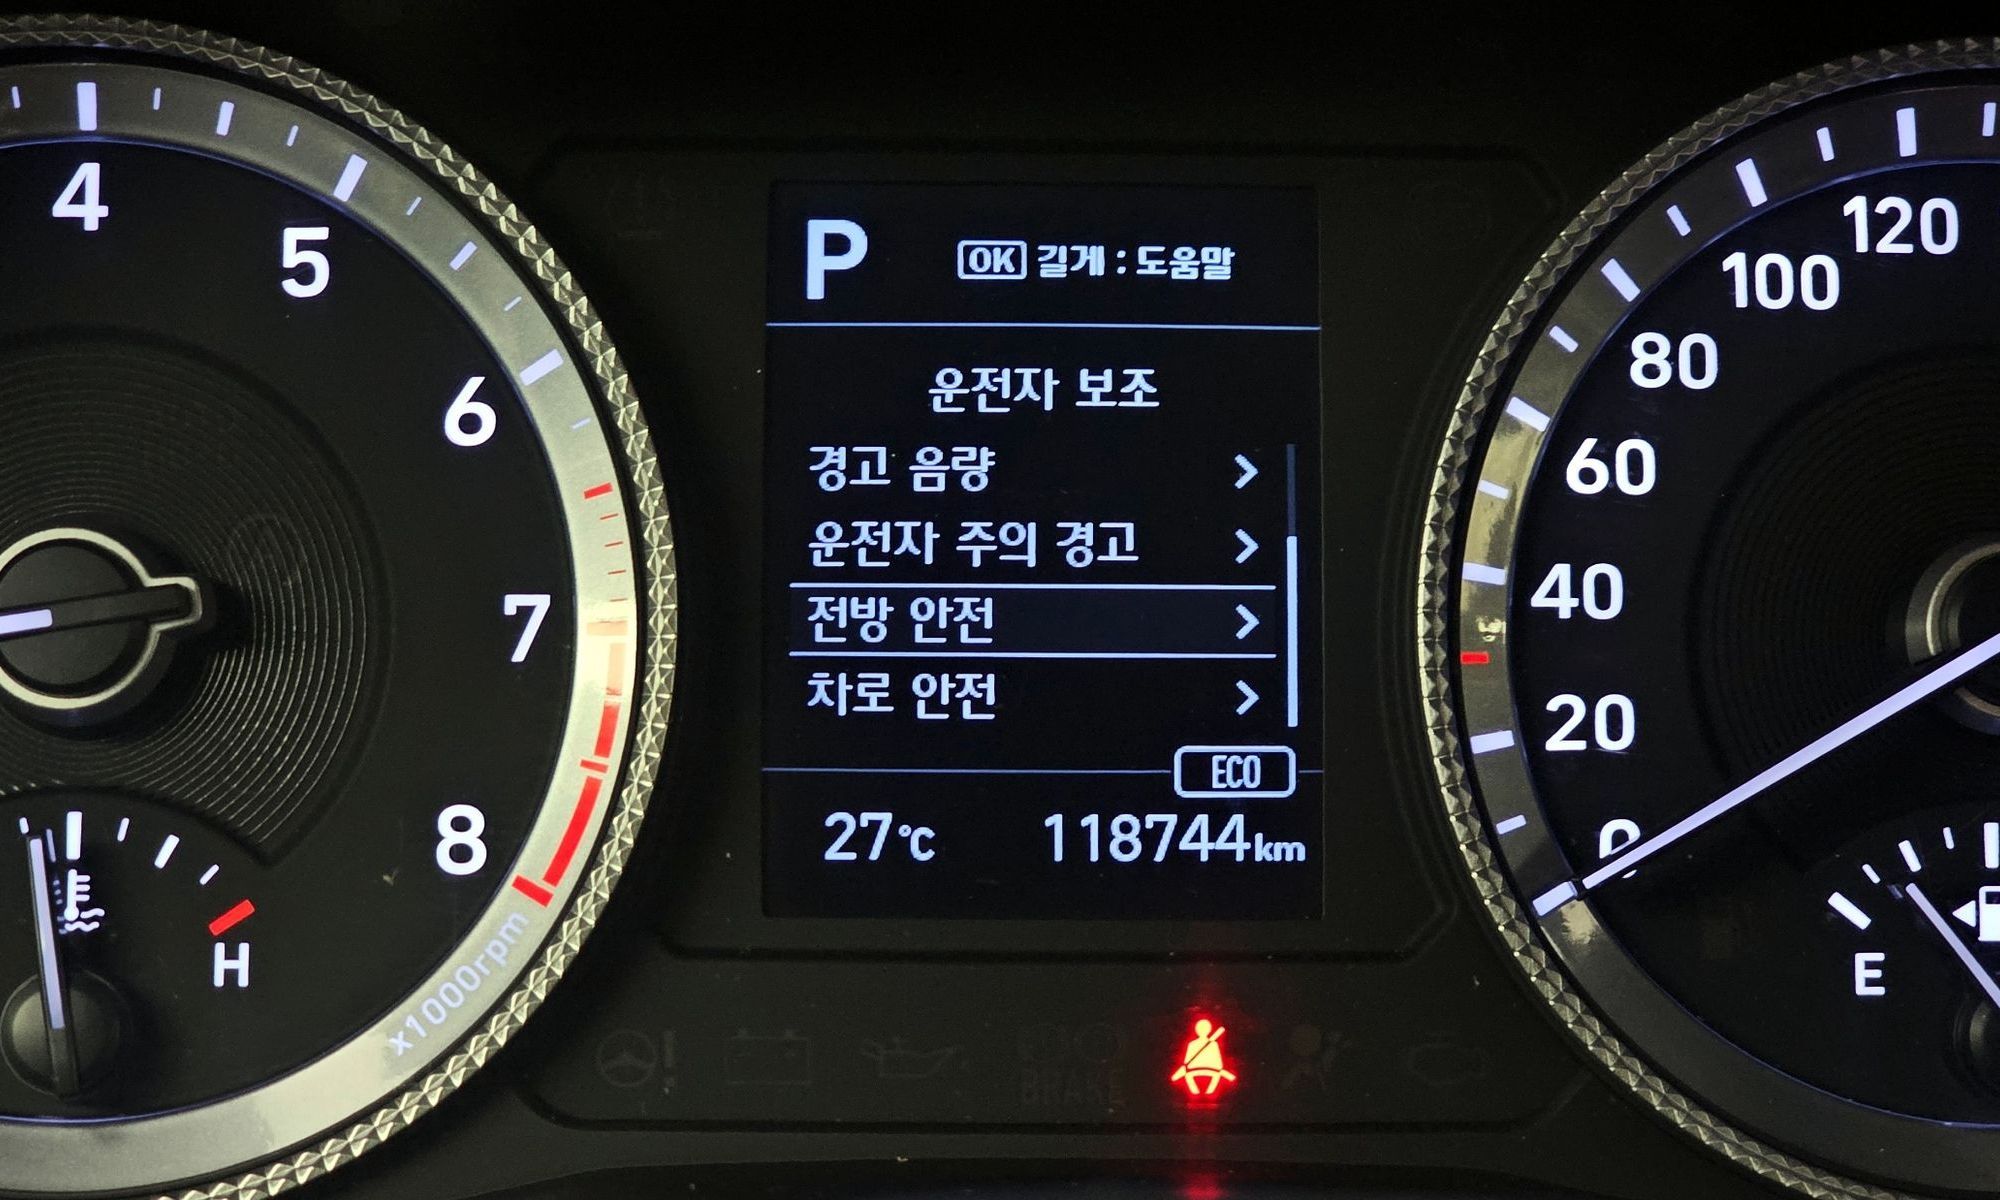 4
5
6
7
8
x1000rpm
H
P
OK 길게 : 도움말
운전자 보조
경고 음량
운전자 주의 경고
전방 안전
차로 안전
ECO
27℃ 118744km
120
100
80
60
40
20
0
E
BRAKE